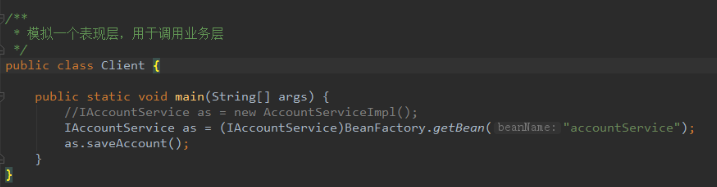 /**
 * 模拟一个表现层，用于调用业务层
 */
public class Client {
    public static void main(String[] args) {
        //IAccountService as = new AccountServiceImpl();
        IAccountService as = (IAccountService)BeanFactory.getBean( beanName: "accountService");
        as.saveAccount();
    }
}